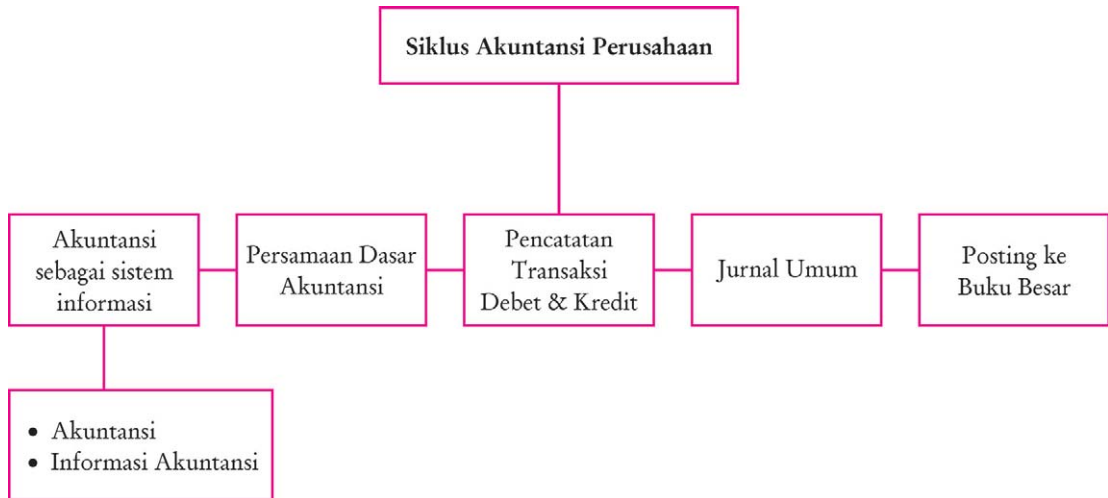 Siklus Akuntansi Perusahaan
Akuntansi
sebagai sistem
informasi
Persamaan Dasar
Akuntansi
Pencatatan
Transaksi
Debet & Kredit
Jurnal Umum
Posting ke
Buku Besar
• Akuntansi
• Informasi Akuntansi